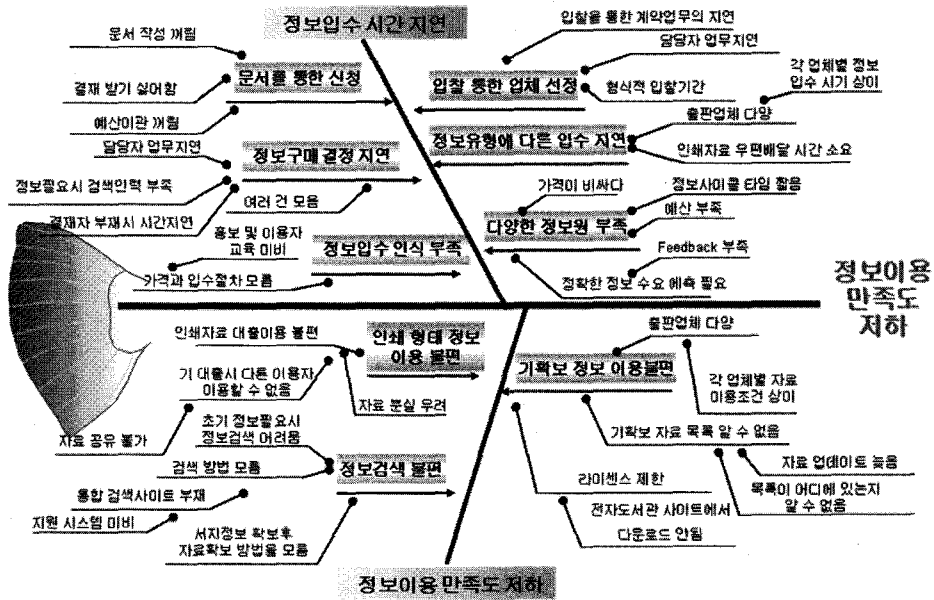 정보입수 시간 지연
문서 작성 꺼림
문서를 통한 신청
결재 받기 싫어함
예산이관 꺼림
담당자 업무지연
정보구매 결정 지연
정보필요시 검색인력 부족
여러 건 모음
결재자 부재시 시간지연
홍보 및 이용자
교육 미비
정보입수 인식 부족
가격과 입수절차 모름
입찰을 통한 계약업무의 지연
담당자 업무지연
입찰 통한 업체 선정
형식적 입찰기간
각 업체별 정보
입수 시기 상이
출판업체 다양
정보유형에 다른 입수 지연
인쇄자료 우편배달 시간 소요
가격이 비싸다
정보사이클 타임 짧음
다양한 정보원 부족
예산 부족
Feedback 부족
정확한 정보 수요 예측 필요
정보이용
만족도
저하
인쇄자료 대출이용 불편
인쇄 형태 정보
이용 불편
기 대출시 다른 이용자
이용할 수 없음
자료 분실 우려
자료 공유 불가
초기 정보필요시
정보검색 어려움
검색 방법 모름
정보검색 불편
통합 검색사이트 부재
지원 시스템 미비
서지정보 확보후
자료확보 방법을 모름
출판업체 다양
기확보 정보 이용불편
각 업체별 자료
이용조건 상이
기확보 자료 목록 알 수 없음
자료 업데이트 늦음
라이센스 제한
목록이 어디에 있는지
알 수 없음
전자도서관 사이트에서
다운로드 안됨
정보이용 만족도 저하